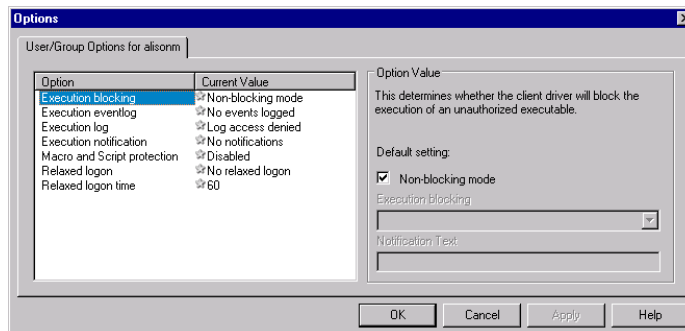 Options
User/Group Options for alisonm
Option Current Value
Execution blocking Non-blocking mode
Execution eventlog No events logged
Execution log Log access denied
Execution notification No notifications
Macro and Script protection Disabled
Relaxed logon No relaxed logon
Relaxed logon time 60
Option Value
This determines whether the client driver will block the
execution of an unauthorized executable.
Default setting:
Non-blocking mode
Execution blocking
Notification Text
OK Cancel Apply Help